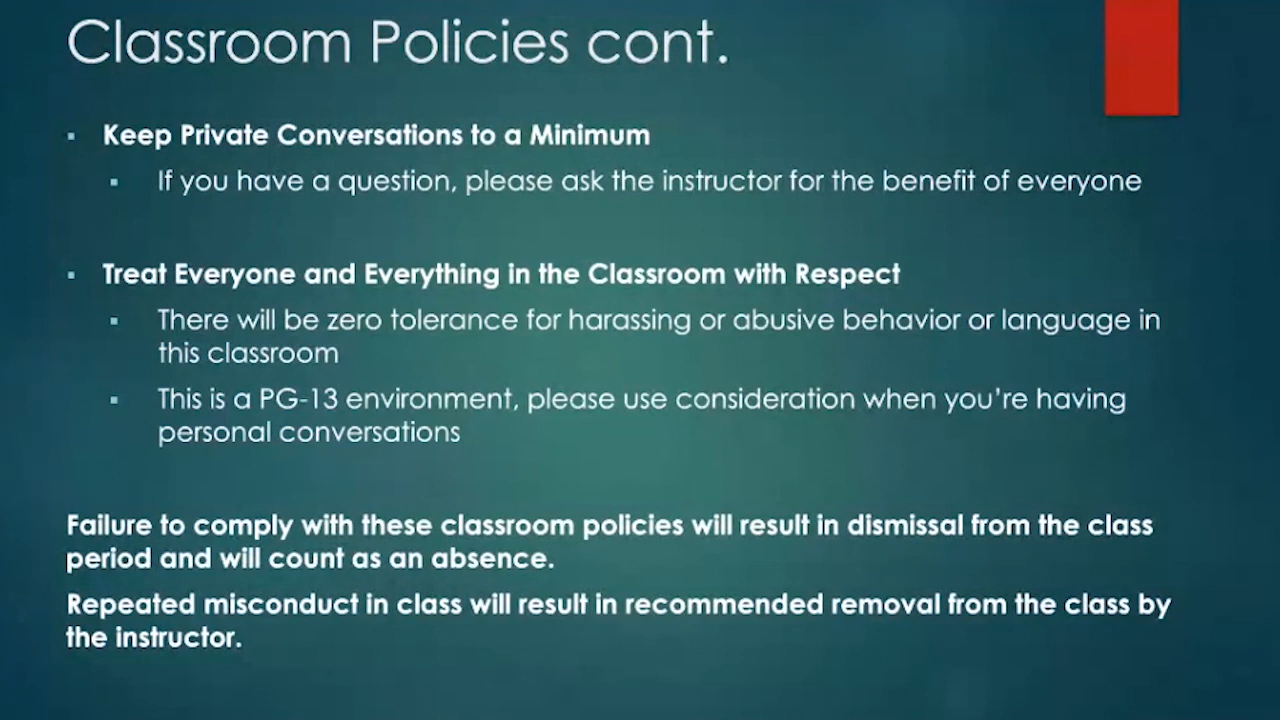 Classroom Policies cont.
Keep Private Conversations to a Minimum
If you have a question, please ask the instructor for the benefit of everyone
Treat Everyone and Everything in the Classroom with Respect
There will be zero tolerance for harassing or abusive behavior or language in
this classroom
This is a PG-13 environment, please use consideration when you're having
personal conversations
Failure to comply with these classroom policies will result in dismissal from the class
period and will count as an absence.
Repeated misconduct in class will result in recommended removal from the class by
the instructor.